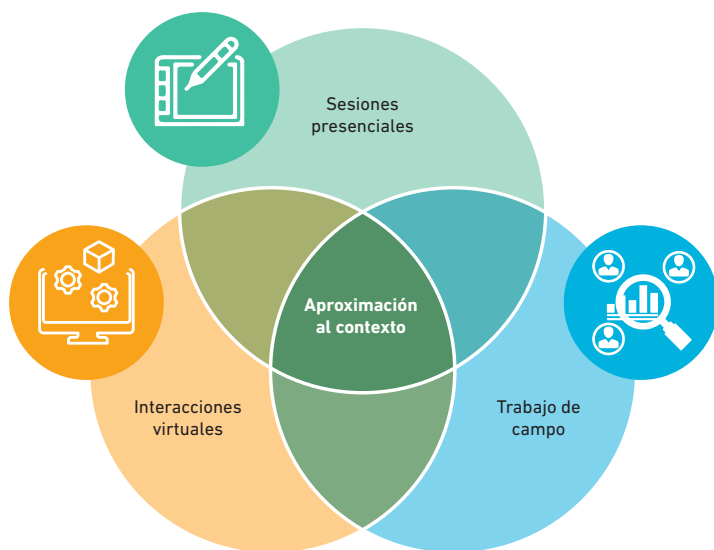 Sesiones
presenciales
Aproximación
al contexto
Interacciones
virtuales
Trabajo de
campo